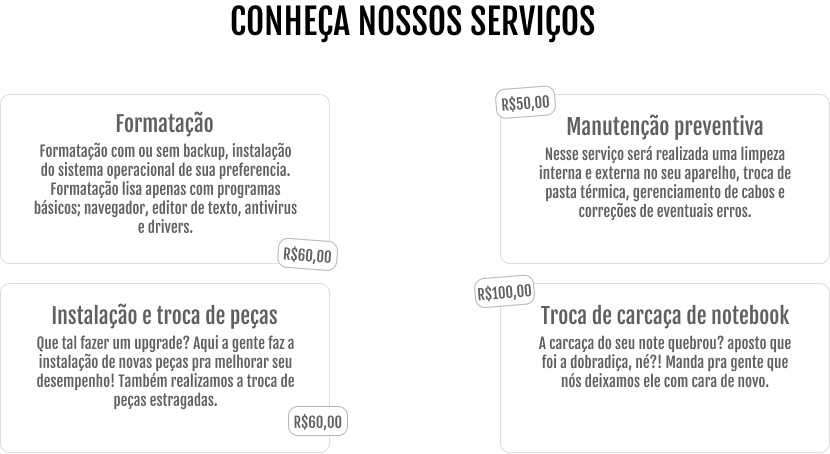 CONHEÇA NOSSOS SERVIÇOS
Formatação
Formatação com ou sem backup, instalação
do sistema operacional de sua preferencia.
Formatação lisa apenas com programas
básicos; navegador, editor de texto, antivirus
e drivers.
R$60,00
R$50,00
Manutenção preventiva
Nesse serviço será realizada uma limpeza
interna e externa no seu aparelho, troca de
pasta térmica, gerenciamento de cabos e
correções de eventuais erros.
Instalação e troca de peças
Que tal fazer um upgrade? Aqui a gente faz a
instalação de novas peças pra melhorar seu
desempenho! Também realizamos a troca de
peças estragadas.
R$60,00
R$100,00
Troca de carcaça de notebook
A carcaça do seu note quebrou? aposto que
foi a dobradiça, né?! Manda pra gente que
nós deixamos ele com cara de novo.